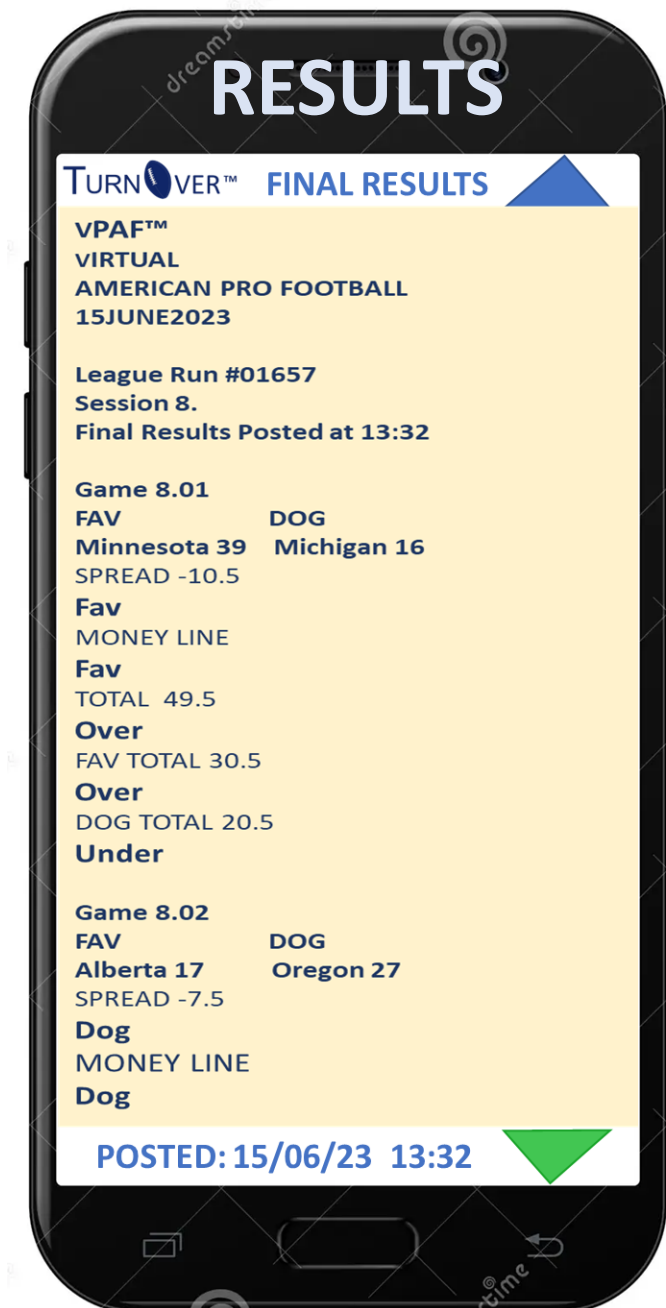 dreamstime
RESULTS
TURNOVER™ FINAL RESULTS
vPAF™
vIRTUAL
AMERICAN PRO FOOTBALL
15JUNE2023
League Run #01657
Session 8.
Final Results Posted at 13:32
Game 8.01
FAV DOG
Minnesota 39 Michigan 16
SPREAD -10.5
Fav
MONEY LINE
Fav
TOTAL 49.5
Over
FAV TOTAL 30.5
Over
DOG TOTAL 20.5
Under
Game 8.02
FAV DOG
Alberta 17 Oregon 27
SPREAD -7.5
Dog
MONEY LINE
Dog
POSTED: 15/06/23 13:32
time